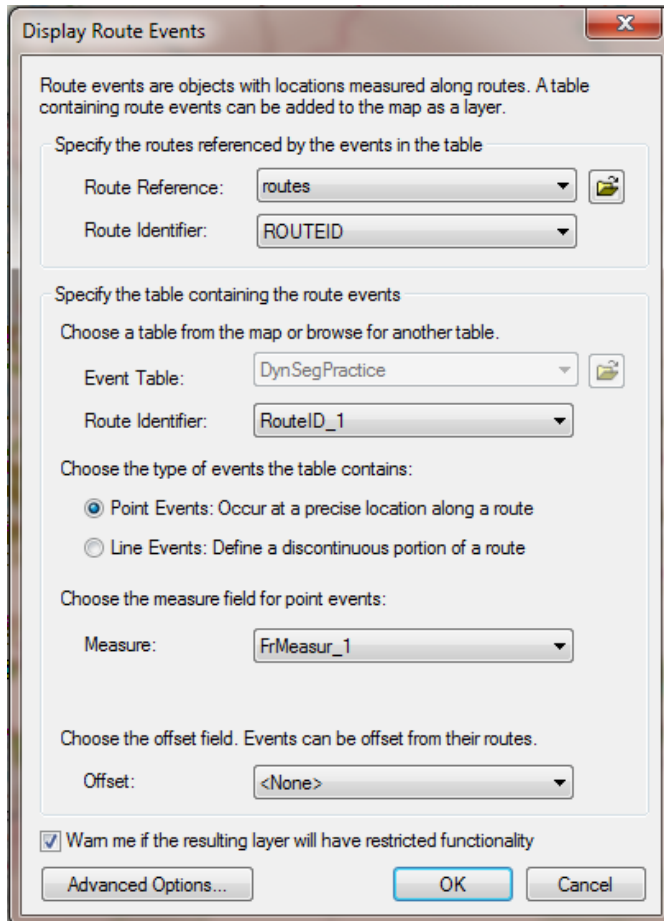 Display Route Events
Route events are objects with locations measured along routes. A table
containing route events can be added to the map as a layer.
Specify the routes referenced by the events in the table
Route Reference: routes
Route Identifier: ROUTEID
Specify the table containing the route events
Choose a table from the map or browse for another table.
Event Table: DynSegPractice
Route Identifier: RouteID_1
Choose the type of events the table contains:
Point Events: Occur at a precise location along a route
Line Events: Define a discontinuous portion of a route
Choose the measure field for point events:
Measure: FrMeasur_1
Choose the offset field. Events can be offset from their routes.
Offset: <None>
Warn me if the resulting layer will have restricted functionality
Advanced Options... OK Cancel